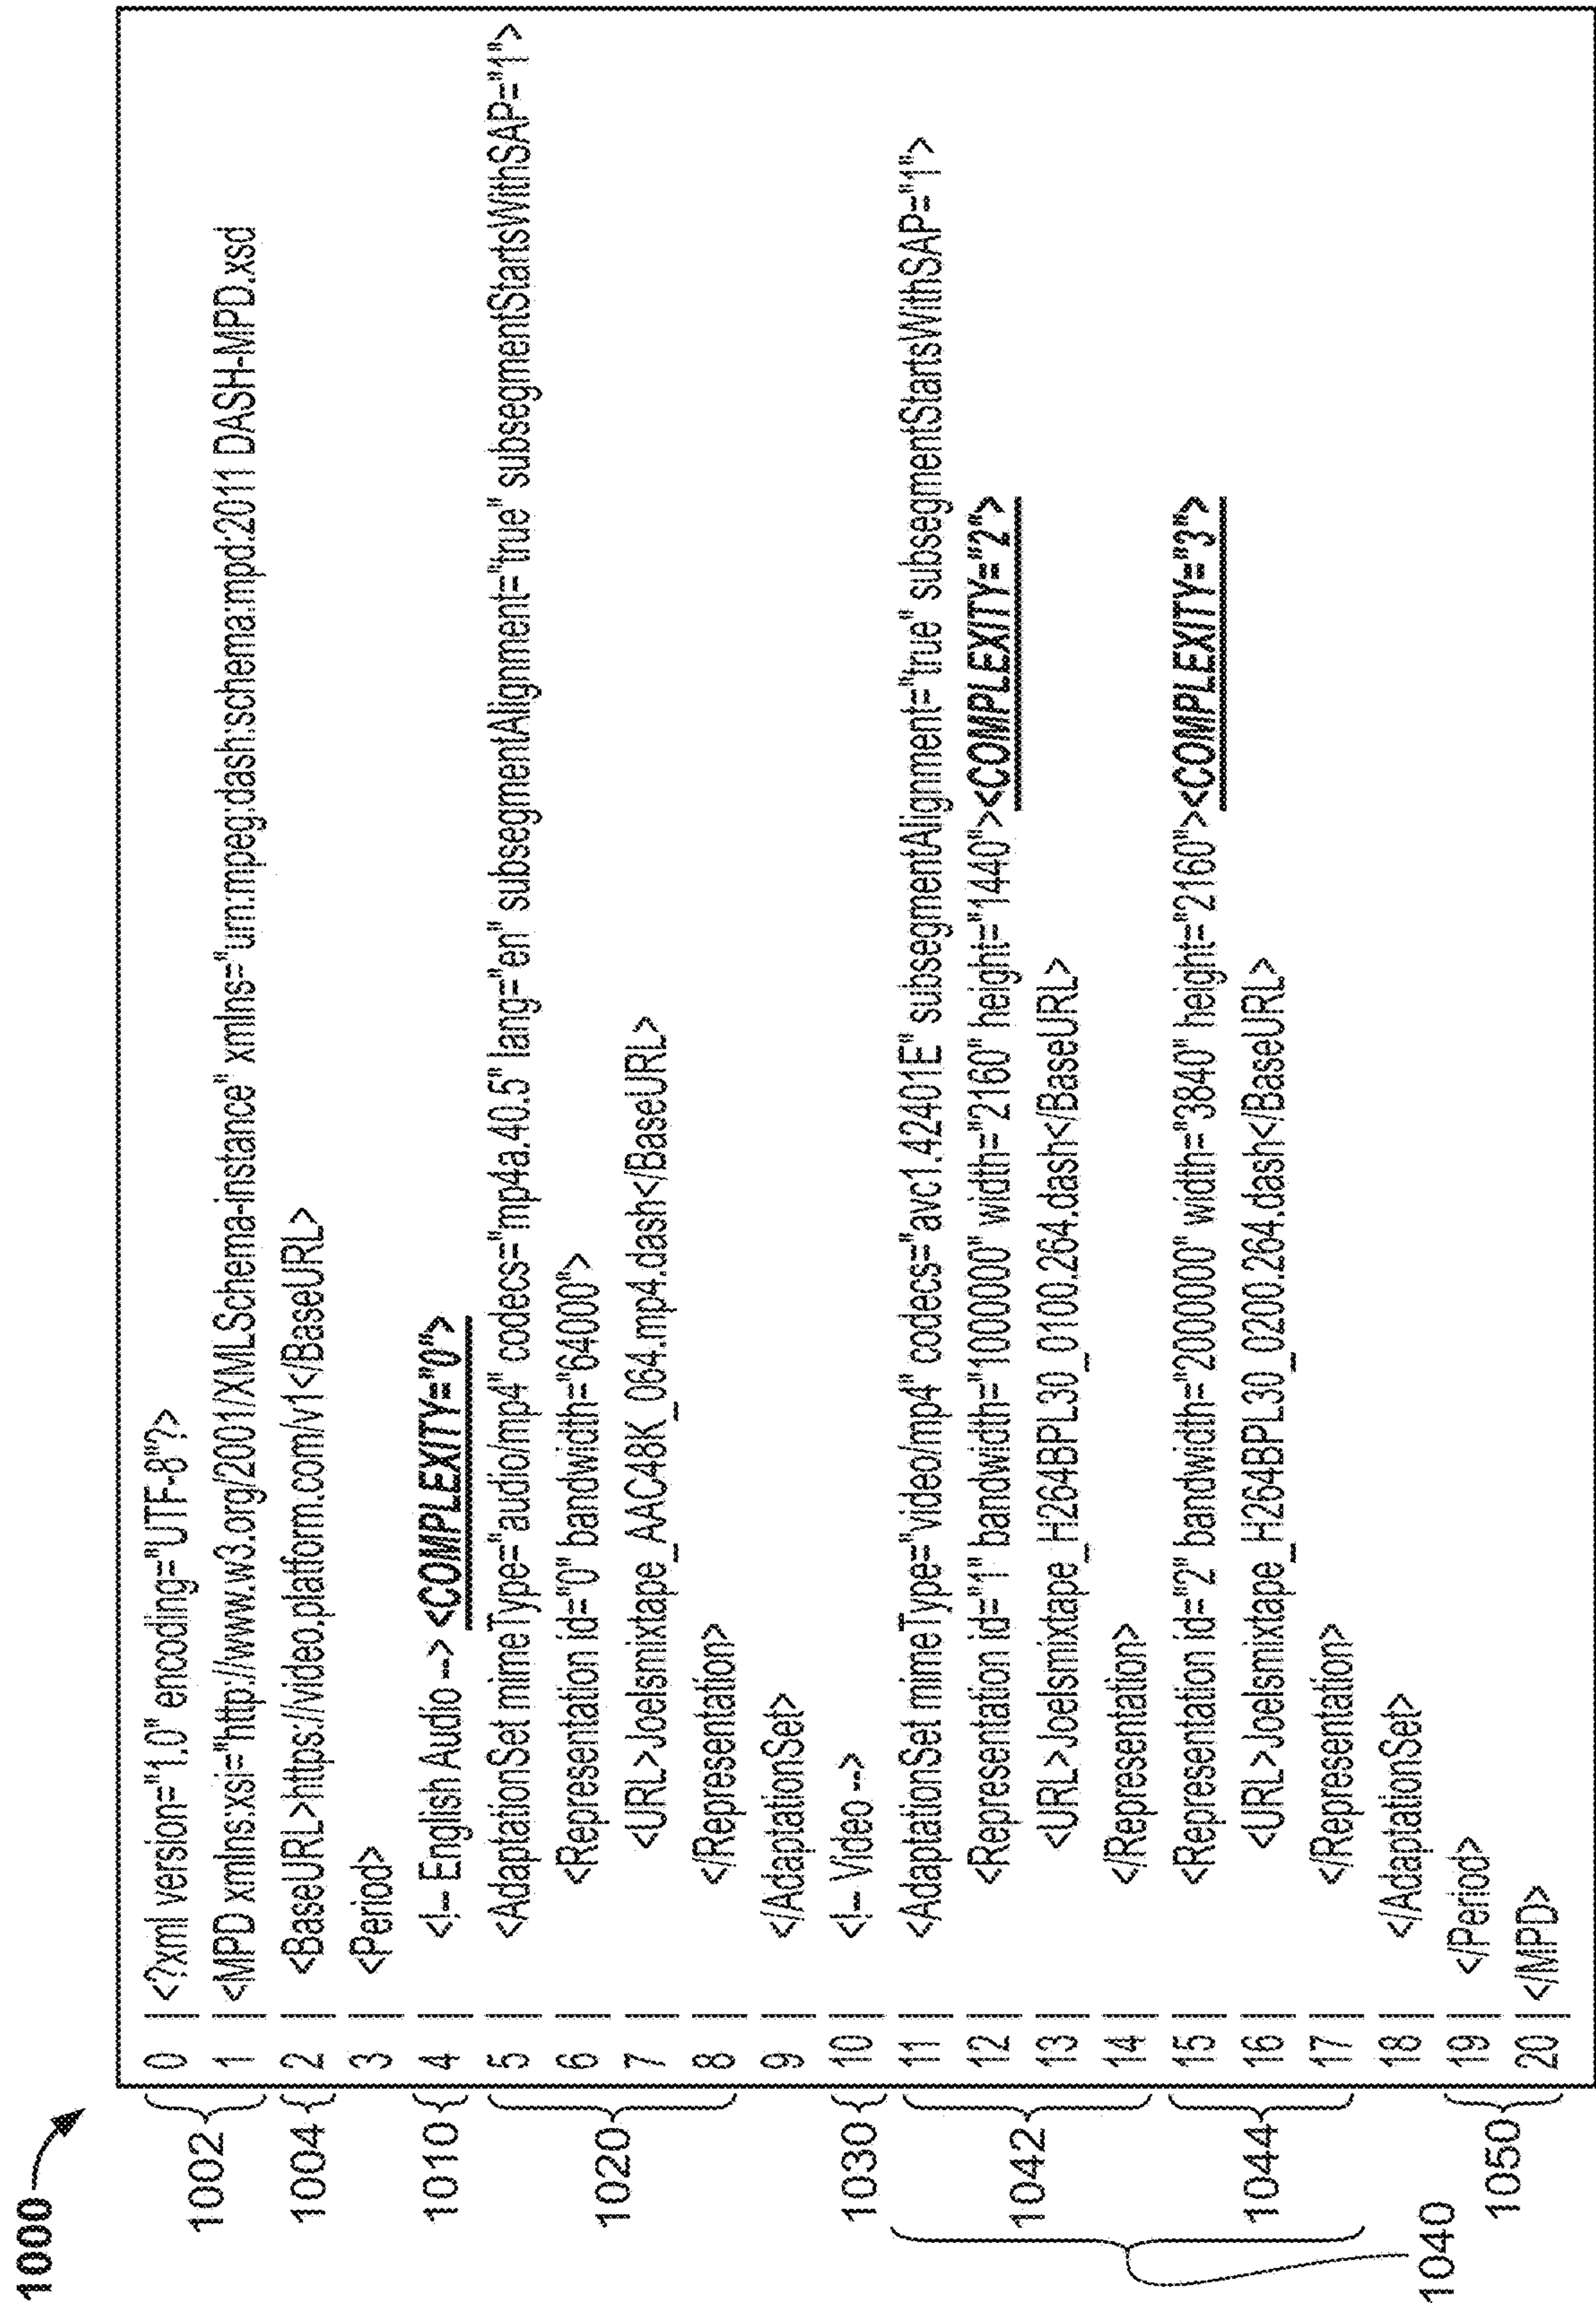 1000
1002
0 | <?xml version="1.0" encoding="UTF-8"?>
1 | <MPD xmlns:xsi="http://www.w3.org/2001/XMLSchema-instance" xmlns="urn:mpeg:dash:schema:mpd:2011 DASH-MPD.xsd
1004
2 | <BaseURL>https://video.platform.com/v1</BaseURL>
3 | <Period>
1010
4 | <!-- English Audio --> <COMPLEXITY="0">
1020
5 | <AdaptationSet mimeType="audio/mp4" codecs="mp4a.40.5" lang="en" subsegmentAlignment="true" subsegmentStartsWithSAP="1">
6 | <Representation id="0" bandwidth="64000">
7 | <URL>Joelsmixtape_AAC48K_064.mp4.dash</BaseURL>
8 | </Representation>
9 | </AdaptationSet>
1030
10 | <!-- Video -->
1040
1042
11 | <AdaptationSet mimeType="video/mp4" codecs="avc1.42401E" subsegmentAlignment="true" subsegmentStartsWithSAP="1">
12 | <Representation id="1" bandwidth="1000000" width="2160" height="1440"><COMPLEXITY="2">
13 | <URL>Joelsmixtape_H264BPL30_0100.264.dash</BaseURL>
14 | </Representation>
1044
15 | <Representation id="2" bandwidth="2000000" width="3840" height="2160"><COMPLEXITY="3">
16 | <URL>Joelsmixtape_H264BPL30_0200.264.dash</BaseURL>
17 | </Representation>
18 | </AdaptationSet>
1050
19 | </Period>
20 | </MPD>